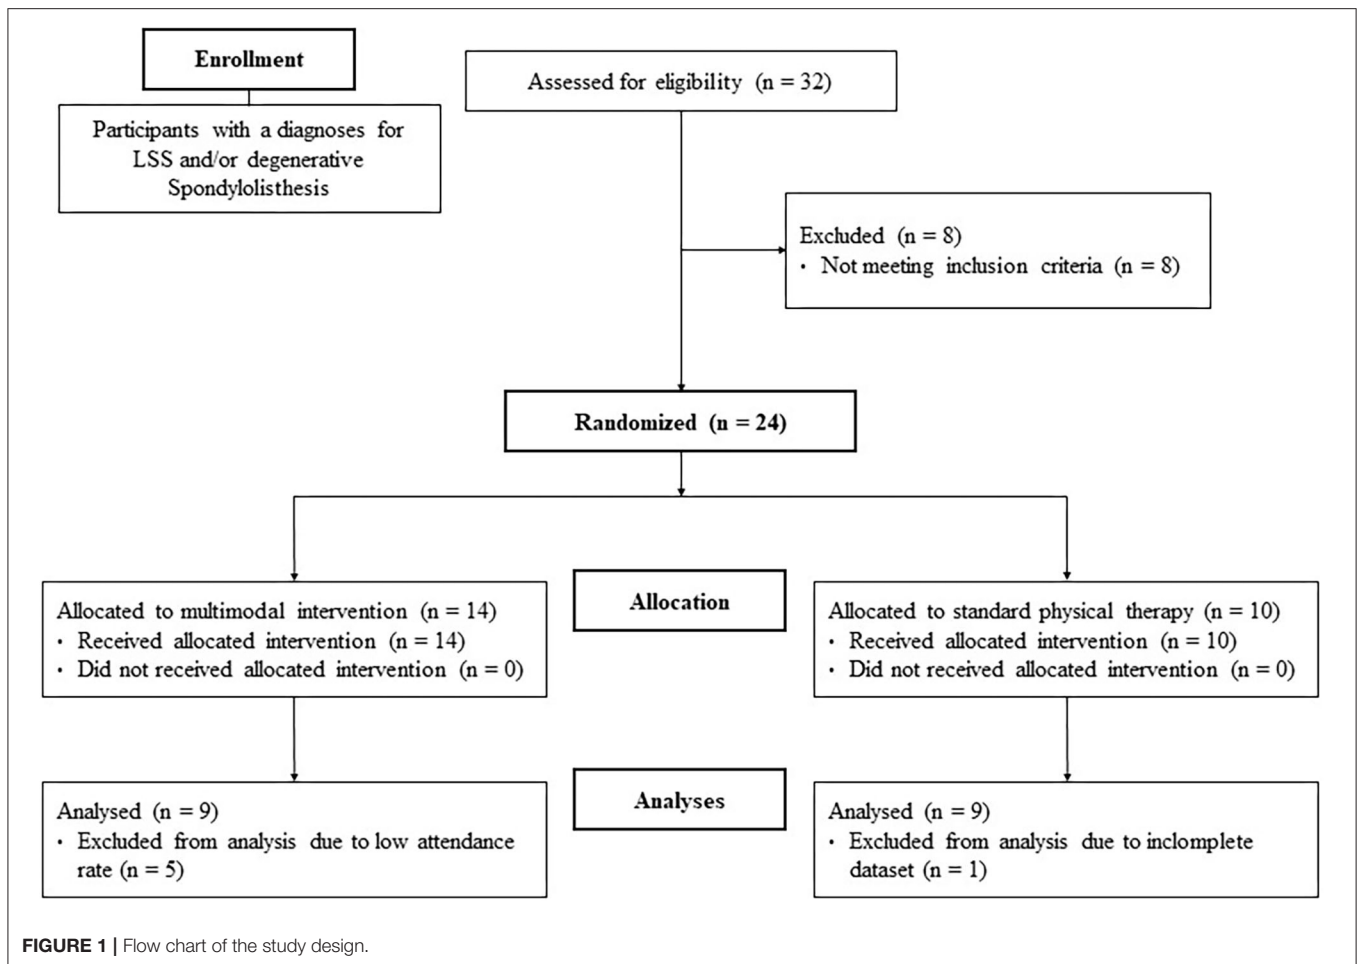 Enrollment
Participants with a diagnoses for
LSS and/or degenerative
Spondylolisthesis
Assessed for eligibility (n = 32)
Excluded (n = 8)
• Not meeting inclusion criteria (n = 8)
Randomized (n = 24)
Allocation
Allocated to multimodal intervention (n = 14)
• Received allocated intervention (n = 14)
• Did not received allocated intervention (n = 0)
Allocated to standard physical therapy (n = 10)
• Received allocated intervention (n = 10)
• Did not received allocated intervention (n = 0)
Analyses
Analysed (n = 9)
• Excluded from analysis due to low attendance
rate (n = 5)
Analysed (n = 9)
• Excluded from analysis due to inclomplete
dataset (n = 1)
FIGURE 1 | Flow chart of the study design.